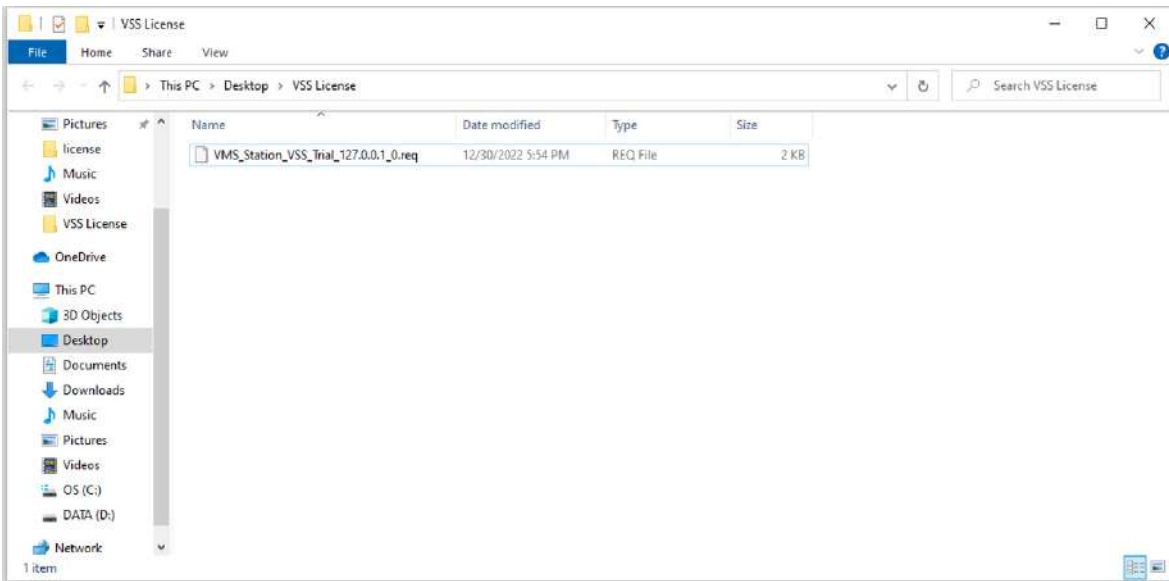 VSS License
File Home Share View
This PC > Desktop > VSS License
Search VSS License
Pictures
license
Music
Videos
VSS License
OneDrive
This PC
3D Objects
Desktop
Documents
Downloads
Music
Pictures
Videos
OS (C:)
DATA (D:)
Network
Name Date modified Type Size
VMS_Station_VSS_Trial_127.0.0.1_0.req 12/30/2022 5:54 PM REQ File 2 KB
1 item